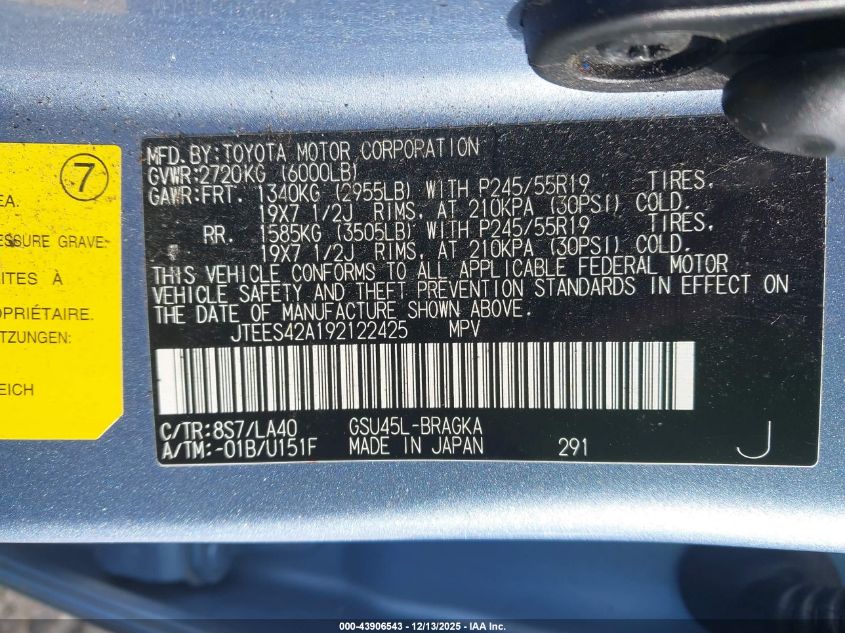 7
EA.
ESSURE GRAVE-
ITES À
OPRIÉTAIRE.
TZUNGEN:
EICH
MFD. BY: TOYOTA MOTOR CORPORATION
GVWR: 2720KG (6000LB)
GAWR: FRT. 1340KG (2955LB) WITH P245/55R19 TIRES,
19X7 1/2J RIMS, AT 210KPA (30PSI) COLD.
RR. 1585KG (3505LB) WITH P245/55R19 TIRES,
19X7 1/2J RIMS, AT 210KPA (30PSI) COLD.
THIS VEHICLE CONFORMS TO ALL APPLICABLE FEDERAL MOTOR
VEHICLE SAFETY AND THEFT PREVENTION STANDARDS IN EFFECT ON
THE DATE OF MANUFACTURE SHOWN ABOVE.
JTEES42A192122425 MPV
C/TR: 8S7/LA40 GSU45L-BRAGKA
A/TM: -01B/U151F MADE IN JAPAN 291 J
000-43906543 / 12/13/2025 - IAA Inc.